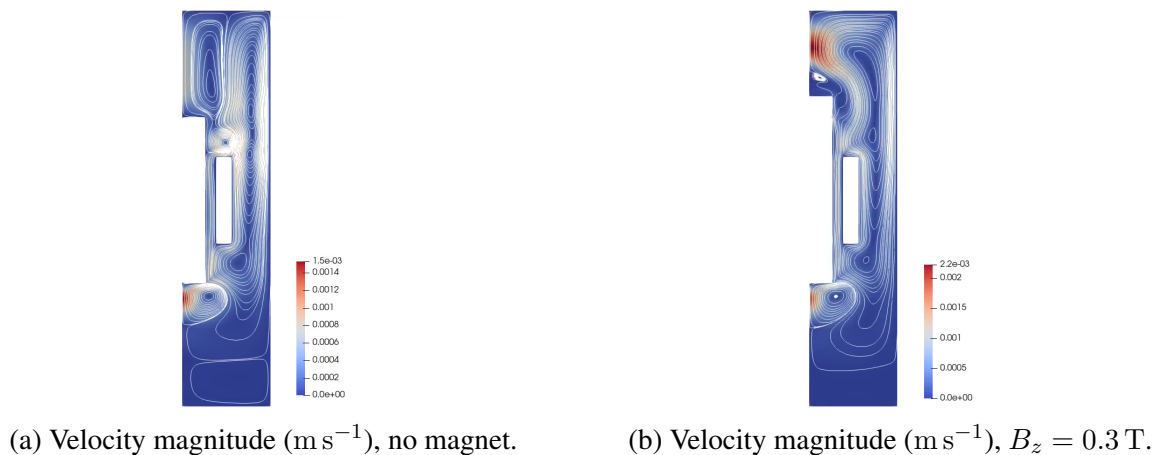 1.5e-03
0.0014
0.0012
0.001
0.0008
0.0006
0.0004
0.0002
0.0e+00
2.2e-03
0.002
0.0015
0.001
0.0005
0.0e+00
(a) Velocity magnitude (m s⁻¹), no magnet.
(b) Velocity magnitude (m s⁻¹), B_z = 0.3 T.